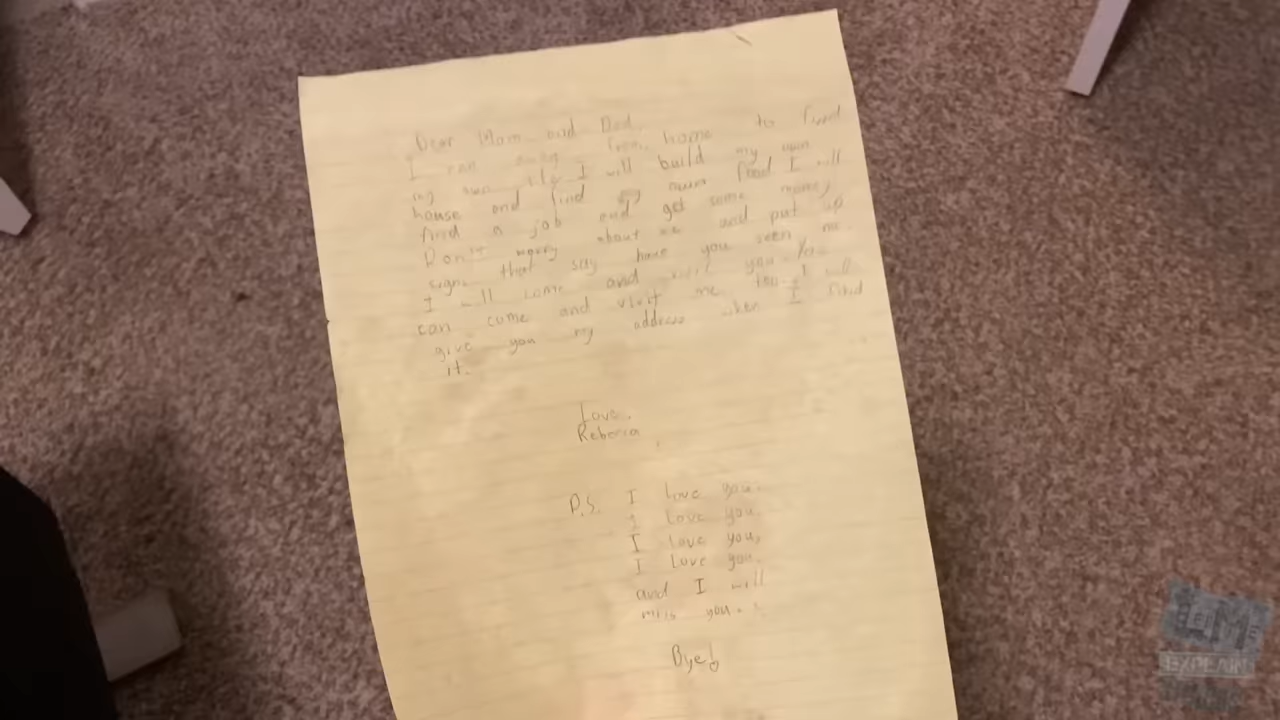 Dear Mom and Dad,
I ran away from home to find
my own life I will build my own
house and find my own food I will
find a job and get some money
Don't worry about me and put up
signs that say have you seen me.
I will come and visit you. You
can come and visit me too. I will
give you my address when I find
it.
Love,
Rebecca
P.S. I love you.
I love you.
I love you,
I love you.
and I will
miss you.
Bye!
LeMe
EXPLAIN